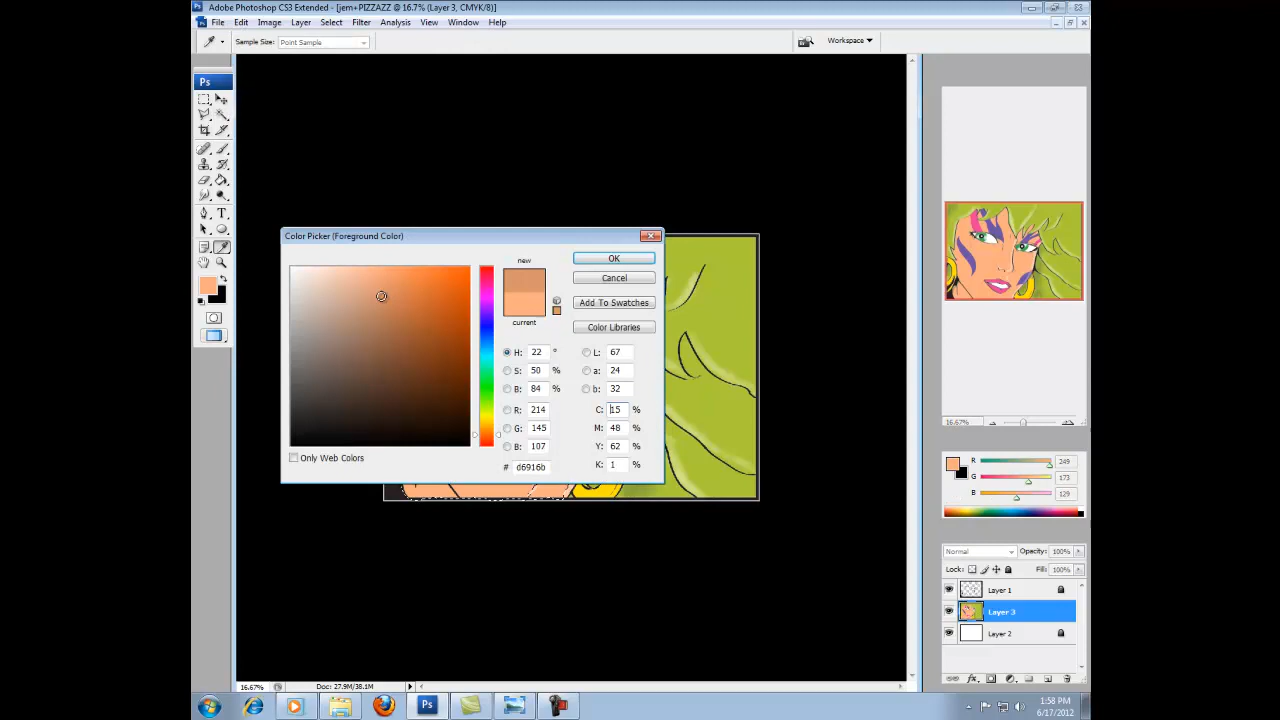 Adobe Photoshop CS3 Extended - [jem+PIZZAZZ @ 16.7% (Layer 3, CMYK/8)]
File Edit Image Layer Select Filter Analysis View Window Help
Sample Size: Point Sample Workspace
Ps
Color Picker (Foreground Color)
new
current
OK
Cancel
Add To Swatches
Color Libraries
H: 22 ° L: 67
S: 50 % a: 24
B: 84 % b: 32
R: 214 C: 15 %
G: 145 M: 48 %
B: 107 Y: 62 %
# d6916b K: 1 %
Only Web Colors
16.67%
R 249
G 173
B 129
Normal Opacity: 100%
Lock: Fill: 100%
Layer 1
Layer 3
Layer 2
16.67% Doc: 27.9M/38.1M
Ps
1:58 PM
6/17/2012